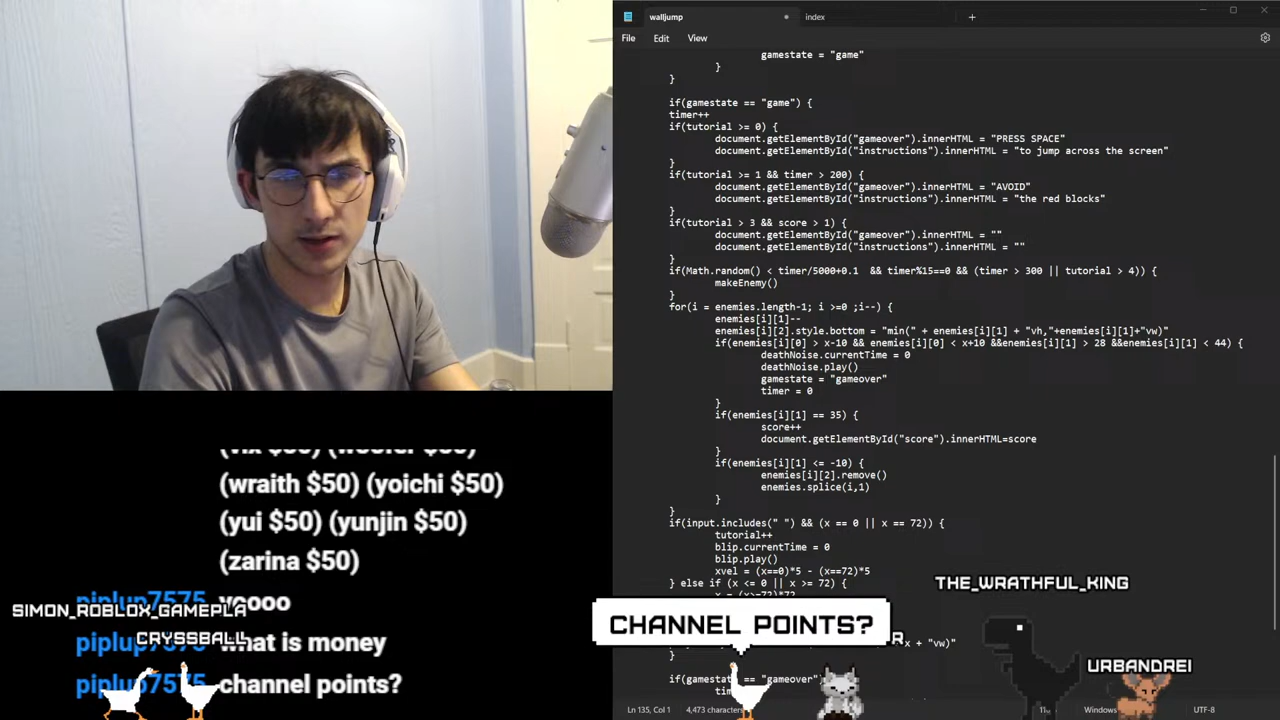 walljump
index
File
Edit
View
gamestate = "game"
}
}
if(gamestate == "game") {
timer++
if(tutorial >= 0) {
document.getElementById("gameover").innerHTML = "PRESS SPACE"
document.getElementById("instructions").innerHTML = "to jump across the screen"
}
if(tutorial >= 1 && timer > 200) {
document.getElementById("gameover").innerHTML = "AVOID"
document.getElementById("instructions").innerHTML = "the red blocks"
}
if(tutorial > 3 && score > 1) {
document.getElementById("gameover").innerHTML = ""
document.getElementById("instructions").innerHTML = ""
}
if(Math.random() < timer/5000+0.1  && timer%15==0 && (timer > 300 || tutorial > 4)) {
makeEnemy()
}
for(i = enemies.length-1; i >=0 ;i--) {
enemies[i][1]--
enemies[i][2].style.bottom = "min(" + enemies[i][1] + "vh,"+enemies[i][1]+"vw)"
if(enemies[i][0] > x-10 && enemies[i][0] < x+10 &&enemies[i][1] > 28 &&enemies[i][1] < 44) {
deathNoise.currentTime = 0
deathNoise.play()
gamestate = "gameover"
timer = 0
}
if(enemies[i][1] == 35) {
score++
document.getElementById("score").innerHTML=score
}
if(enemies[i][1] <= -10) {
enemies[i][2].remove()
enemies.splice(i,1)
}
}
if(input.includes(" ") && (x == 0 || x == 72)) {
tutorial++
blip.currentTime = 0
blip.play()
xvel = (x==0)*5 - (x==72)*5
} else if (x <= 0 || x >= 72) {
x = (x>=72)*72
x + "vw)"
}
if(gamestate == "gameover")
Ln 135, Col 1
4,473 characters
Windows
UTF-8
(wraith $50) (yoichi $50)
(yui $50) (yunjin $50)
(zarina $50)
piplup7575 yoooo
piplup7575 what is money
piplup7575 channel points?
SIMON_ROBLOX_GAMEPLA
CRYSSBALL
CHANNEL POINTS?
THE_WRATHFUL_KING
URBANDREI